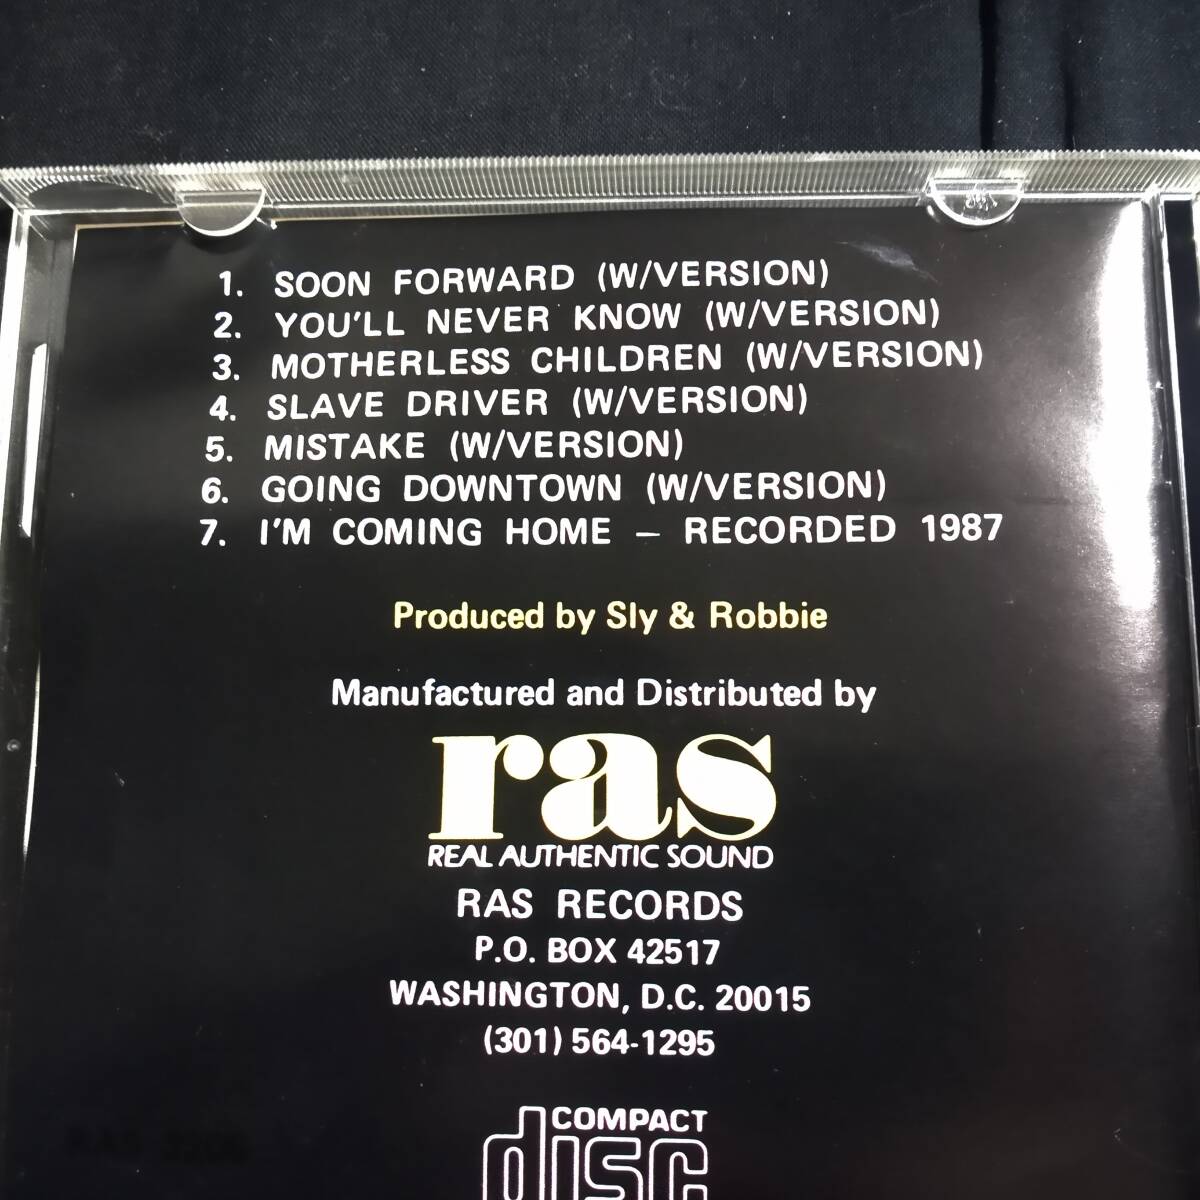 1. SOON FORWARD (W/VERSION)
2. YOU'LL NEVER KNOW (W/VERSION)
3. MOTHERLESS CHILDREN (W/VERSION)
4. SLAVE DRIVER (W/VERSION)
5. MISTAKE (W/VERSION)
6. GOING DOWNTOWN (W/VERSION)
7. I'M COMING HOME – RECORDED 1987
Produced by Sly & Robbie
Manufactured and Distributed by
ras
REAL AUTHENTIC SOUND
RAS RECORDS
P.O. BOX 42517
WASHINGTON, D.C. 20015
(301) 564-1295
COMPACT
disc